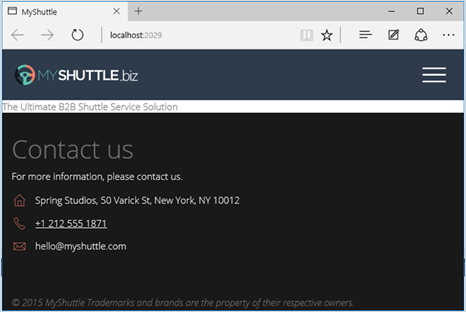 MyShuttle
localhost:2029
MYSHUTTLE.biz
The Ultimate B2B Shuttle Service Solution
Contact us
For more information, please contact us.
Spring Studios, 50 Varick St, New York, NY 10012
+1 212 555 1871
hello@myshuttle.com
© 2015 MyShuttle Trademarks and brands are the property of their respective owners.